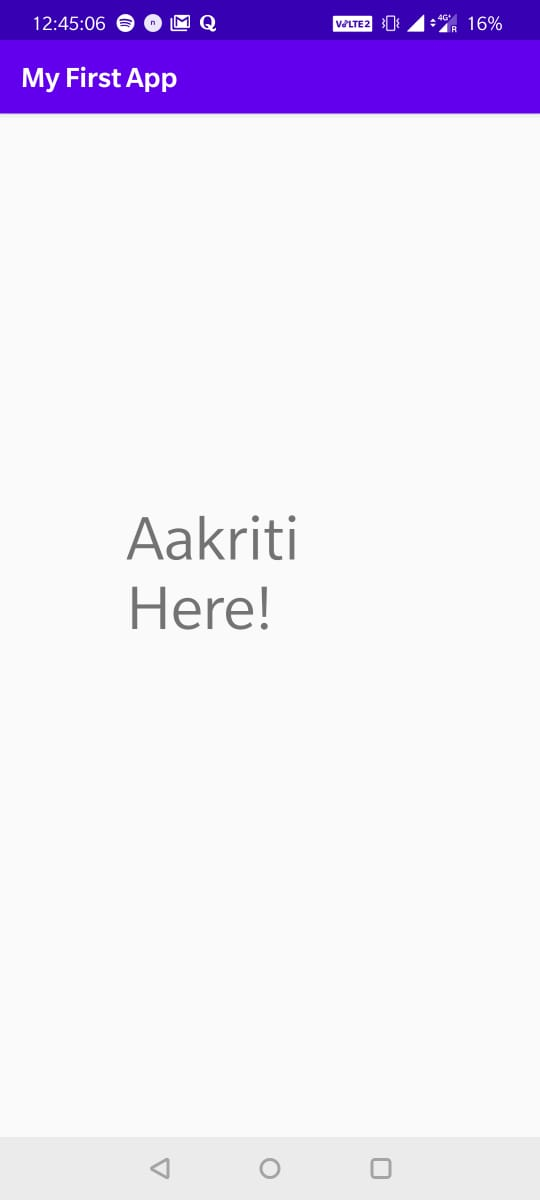 12:45:06 n M Q VoLTE2 4G+ R 16%
My First App
Aakriti
Here!